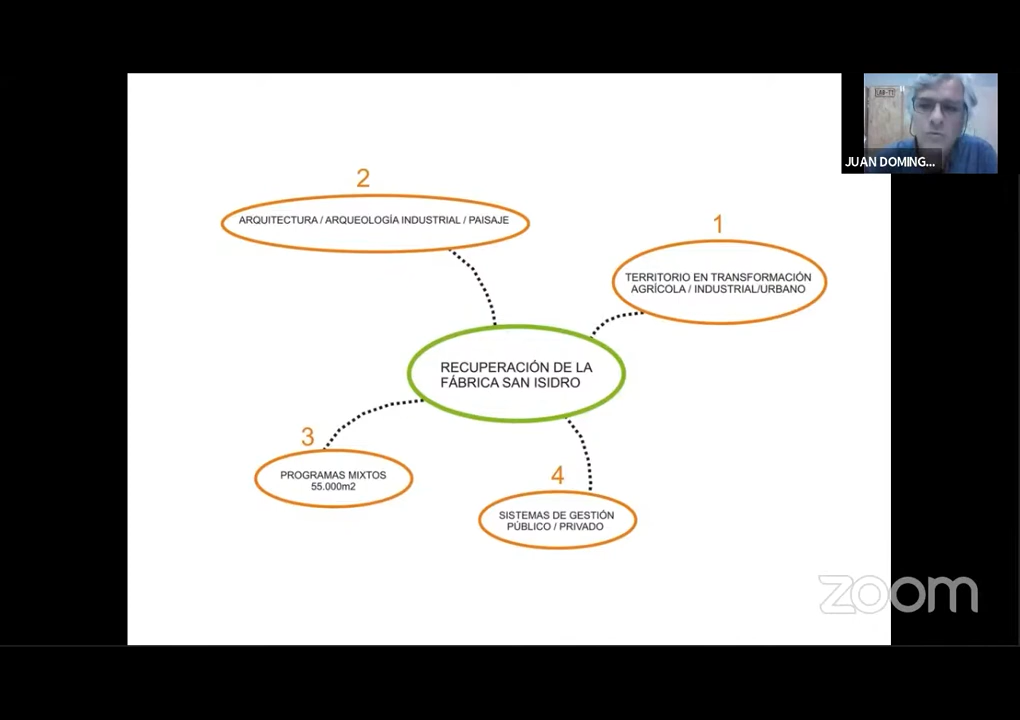 JUAN DOMING...
2
ARQUITECTURA / ARQUEOLOGÍA INDUSTRIAL / PAISAJE
1
TERRITORIO EN TRANSFORMACIÓN
AGRÍCOLA / INDUSTRIAL/URBANO
RECUPERACIÓN DE LA
FÁBRICA SAN ISIDRO
3
PROGRAMAS MIXTOS
55.000m2
4
SISTEMAS DE GESTIÓN
PÚBLICO / PRIVADO
zoom